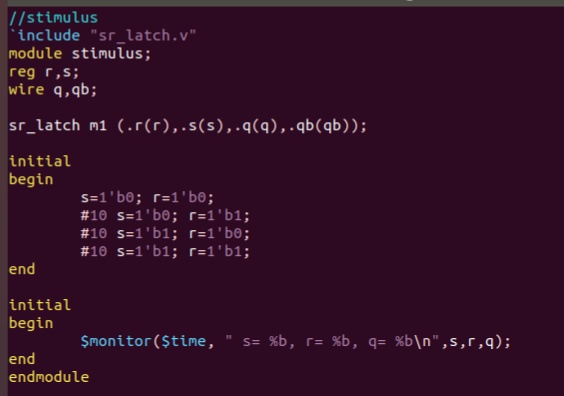 //stimulus
`include "sr_latch.v"
module stimulus;
reg r,s;
wire q,qb;

sr_latch m1 (.r(r),.s(s),.q(q),.qb(qb));

initial
begin
        s=1'b0; r=1'b0;
        #10 s=1'b0; r=1'b1;
        #10 s=1'b1; r=1'b0;
        #10 s=1'b1; r=1'b1;
end

initial
begin
        $monitor($time, " s= %b, r= %b, q= %b\n",s,r,q);
end
endmodule